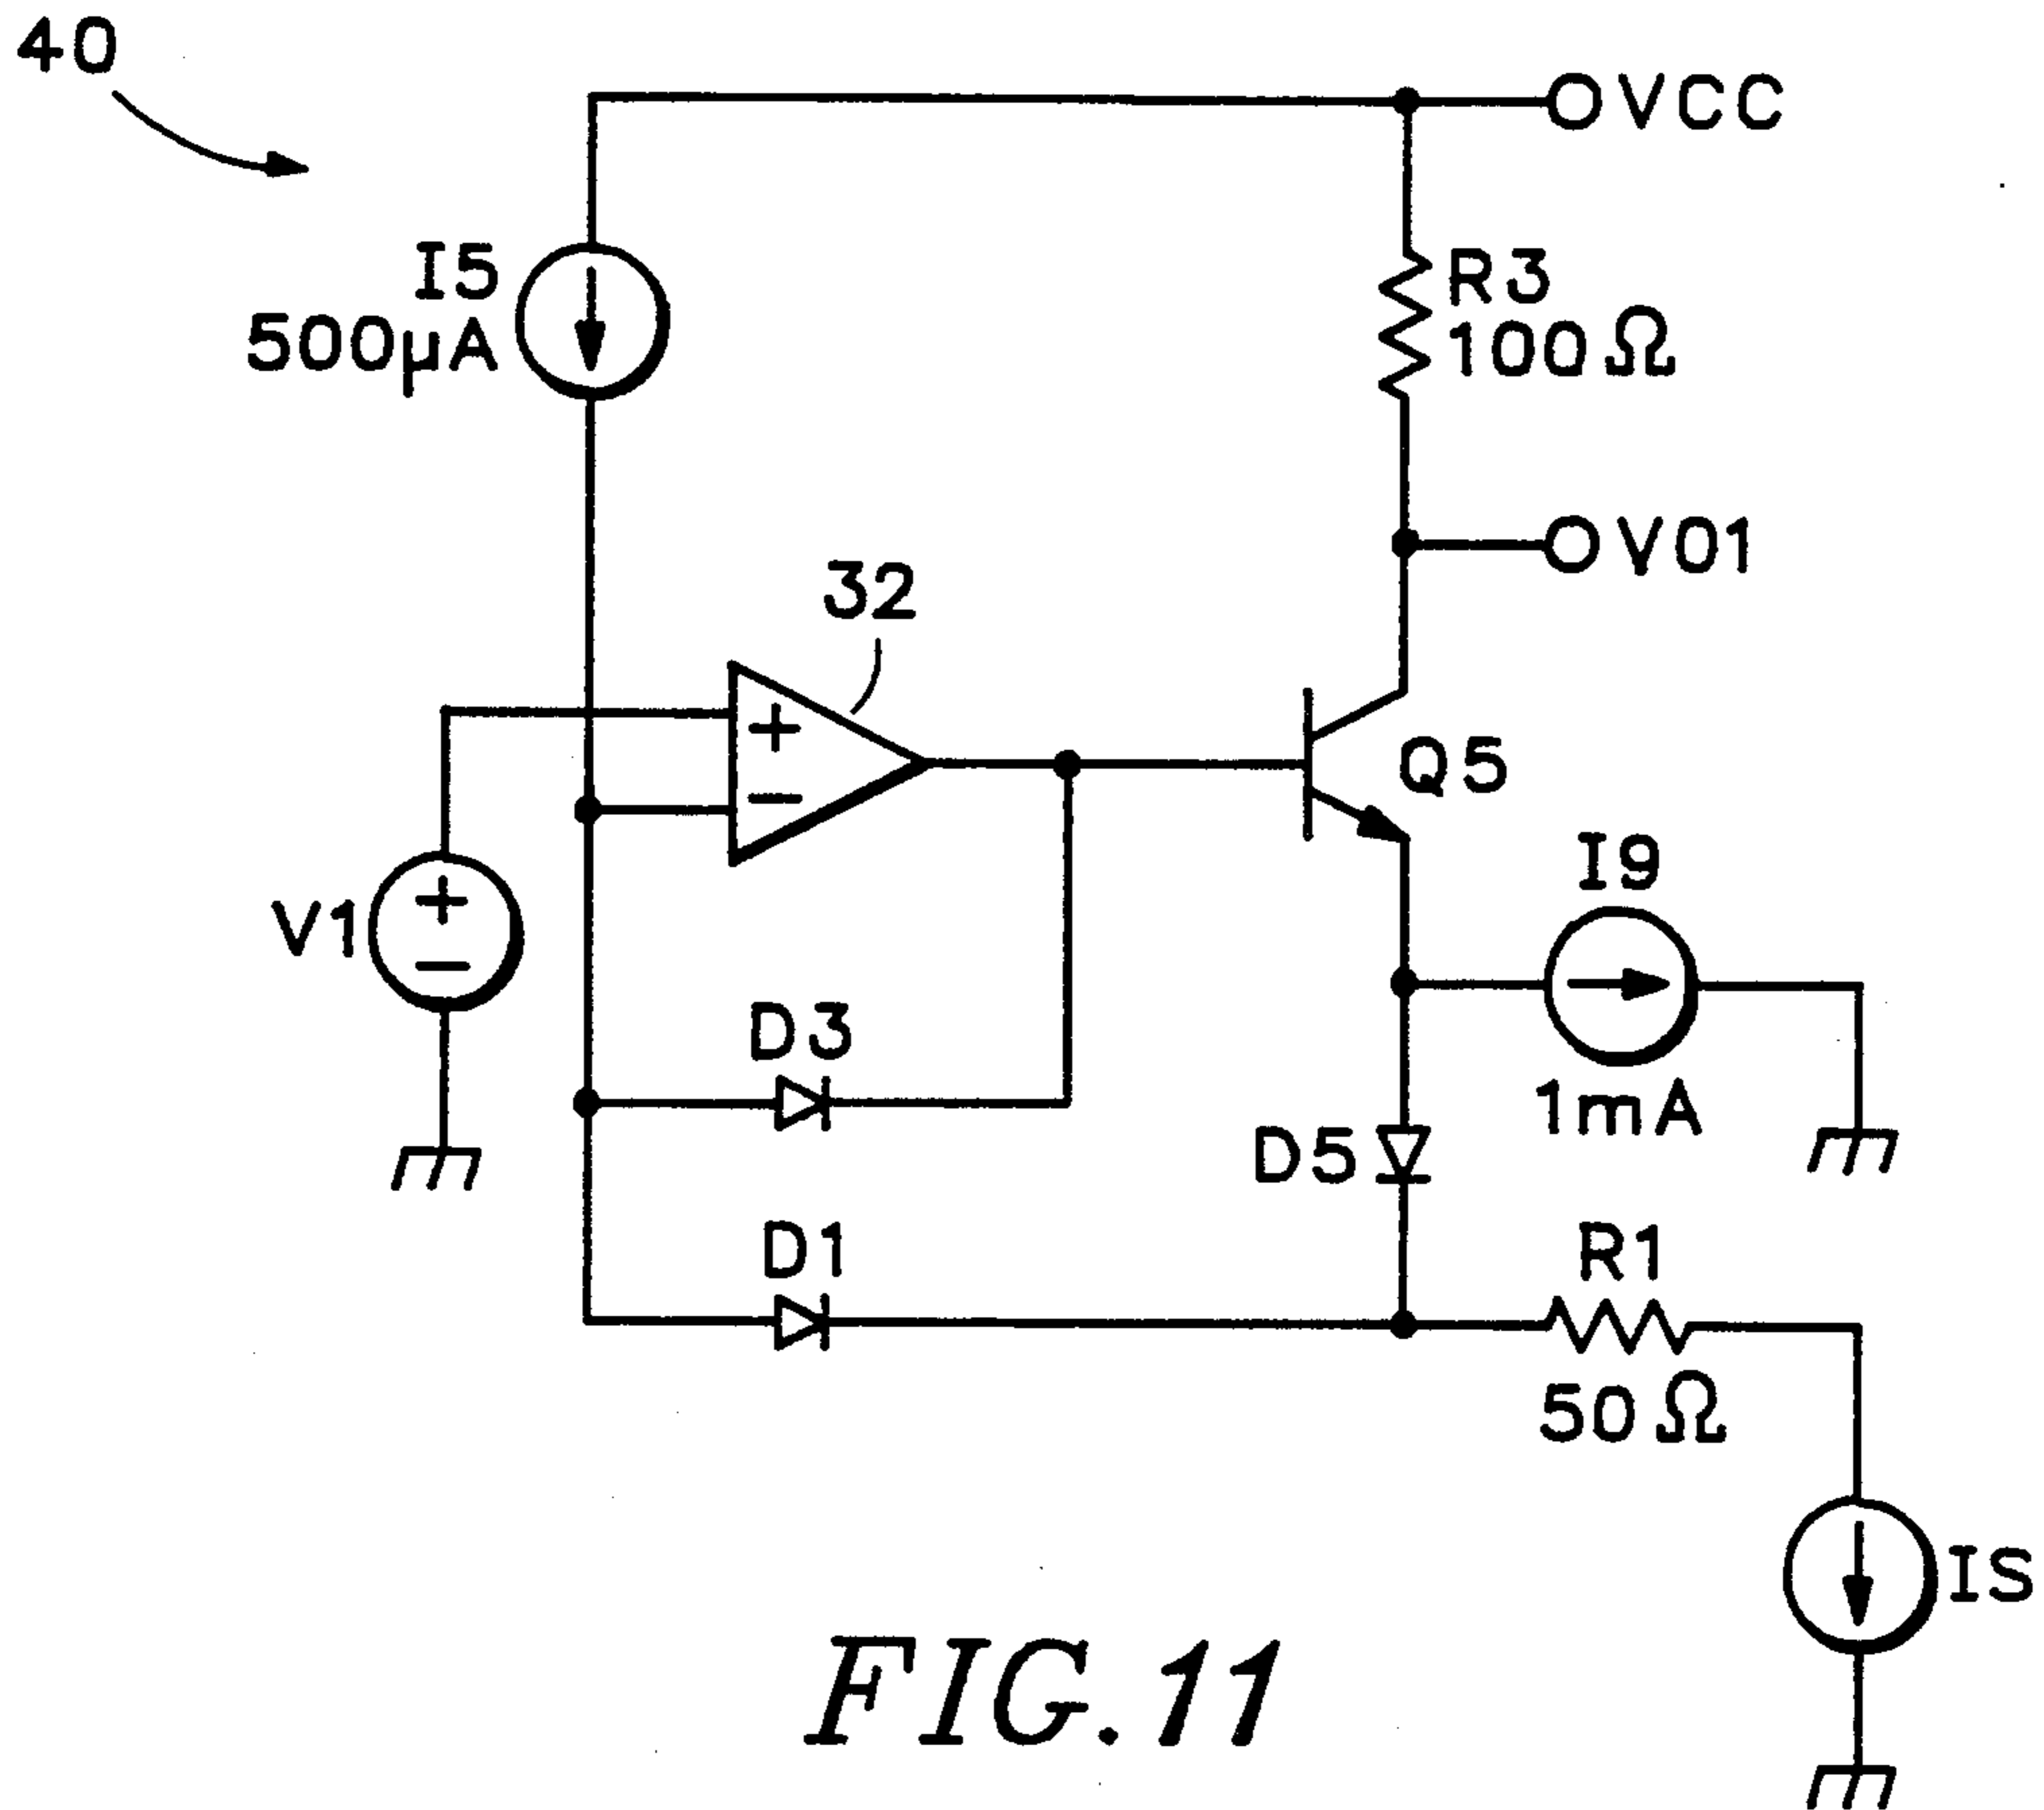 40
VCC
I5
500µA
R3
100Ω
VO1
32
+
−
Q5
I9
1mA
V1
+
−
D3
D5
D1
R1
50Ω
IS
FIG.11